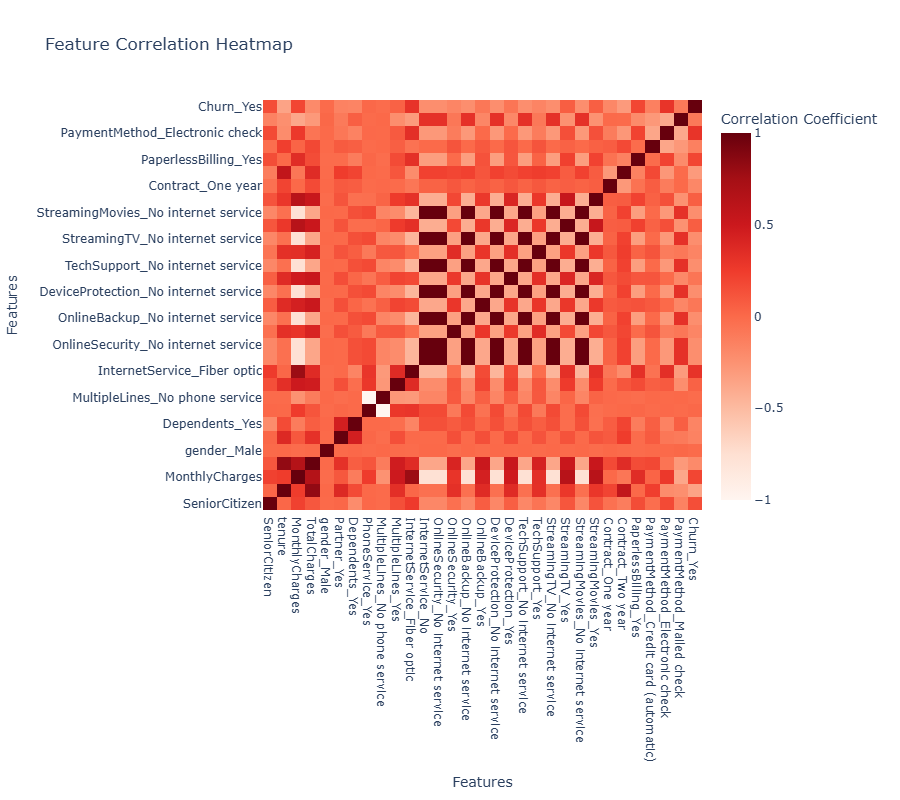 Feature Correlation Heatmap
Correlation Coefficient
1
0.5
0
−0.5
−1
Features
Churn_Yes
PaymentMethod_Electronic check
PaperlessBilling_Yes
Contract_One year
StreamingMovies_No internet service
StreamingTV_No internet service
TechSupport_No internet service
DeviceProtection_No internet service
OnlineBackup_No internet service
OnlineSecurity_No internet service
InternetService_Fiber optic
MultipleLines_No phone service
Dependents_Yes
gender_Male
MonthlyCharges
SeniorCitizen
SeniorCitizen
tenure
MonthlyCharges
TotalCharges
gender_Male
Partner_Yes
Dependents_Yes
PhoneService_Yes
MultipleLines_No phone service
MultipleLines_Yes
InternetService_Fiber optic
InternetService_No
OnlineSecurity_No internet service
OnlineSecurity_Yes
OnlineBackup_No internet service
OnlineBackup_Yes
DeviceProtection_No internet service
DeviceProtection_Yes
TechSupport_No internet service
TechSupport_Yes
StreamingTV_No internet service
StreamingTV_Yes
StreamingMovies_No internet service
StreamingMovies_Yes
Contract_One year
Contract_Two year
PaperlessBilling_Yes
PaymentMethod_Credit card (automatic)
PaymentMethod_Electronic check
PaymentMethod_Mailed check
Churn_Yes
Features